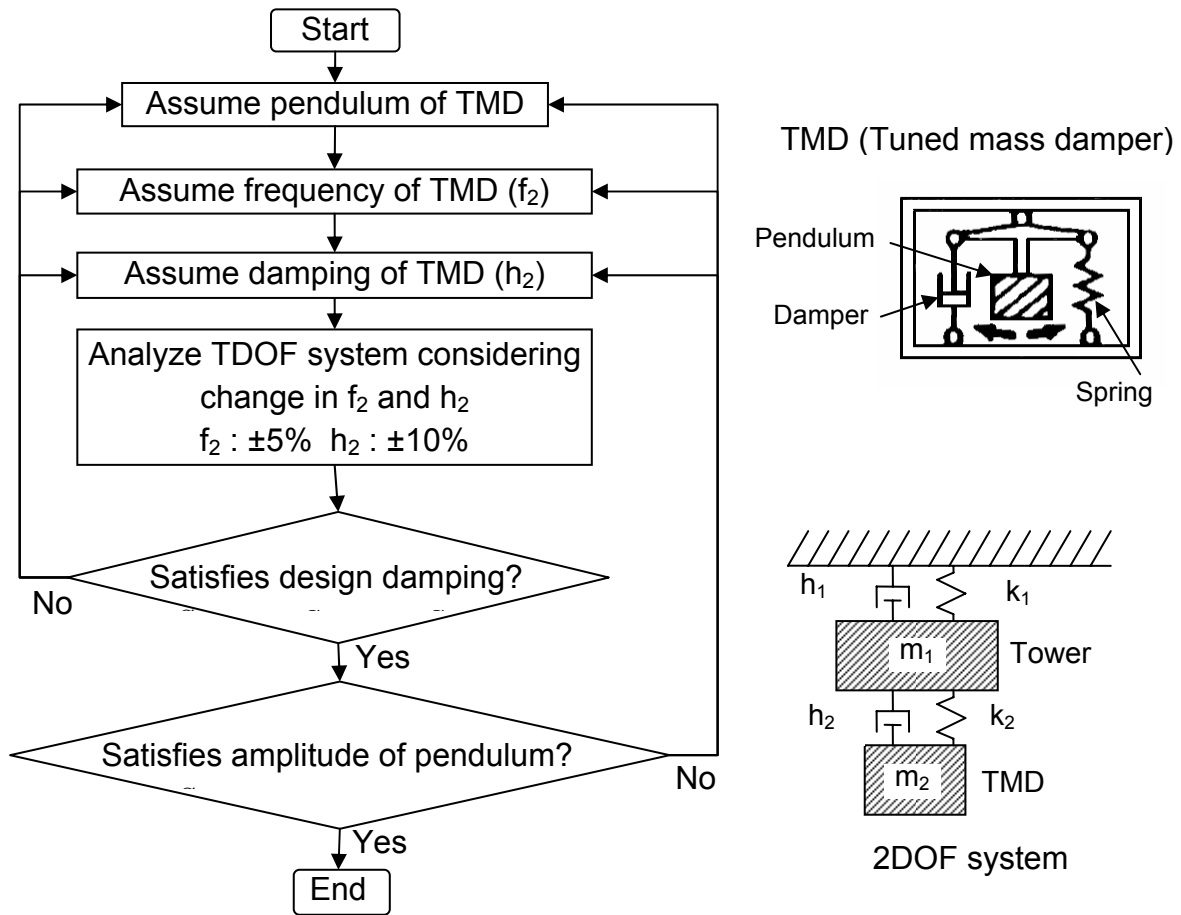 Start
Assume pendulum of TMD
Assume frequency of TMD (f₂)
Assume damping of TMD (h₂)
Analyze TDOF system considering
change in f₂ and h₂
f₂ : ±5% h₂ : ±10%
Satisfies design damping?
No
Yes
Satisfies amplitude of pendulum?
No
Yes
End
TMD (Tuned mass damper)
Pendulum
Damper
Spring
h₁
k₁
m₁
Tower
h₂
k₂
m₂
TMD
2DOF system